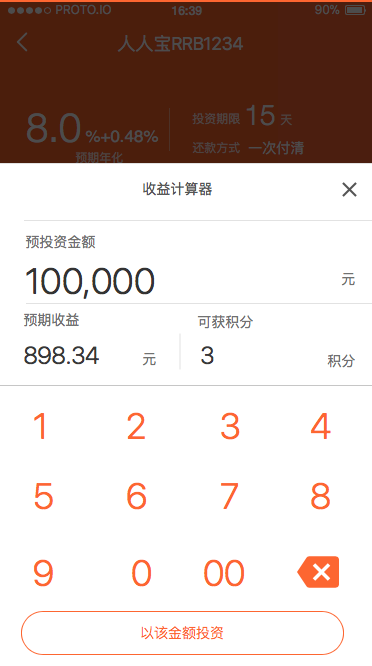 PROTO.IO 16:39 90%
人人宝RRB1234
8.0 %+0.48% 投资期限 15 天
预期年化 还款方式 一次付清
收益计算器
预投资金额
100,000 元
预期收益 可获积分
898.34 元 3 积分
1 2 3 4
5 6 7 8
9 0 00
以该金额投资